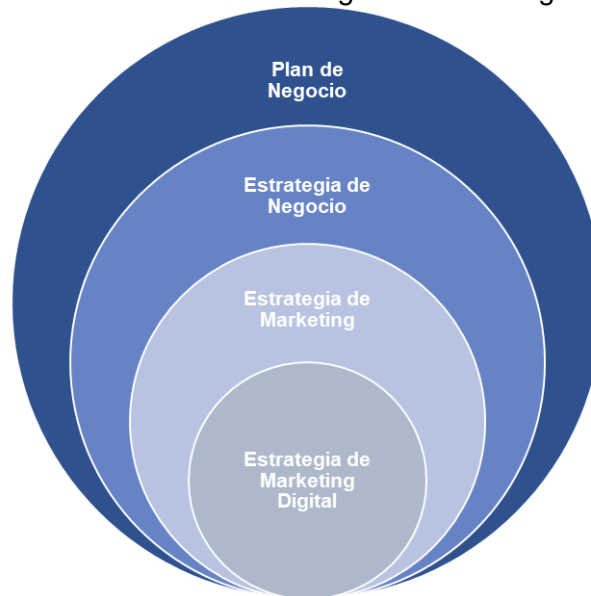 Plan de
Negocio
Estrategia de
Negocio
Estrategia de
Marketing
Estrategia de
Marketing
Digital